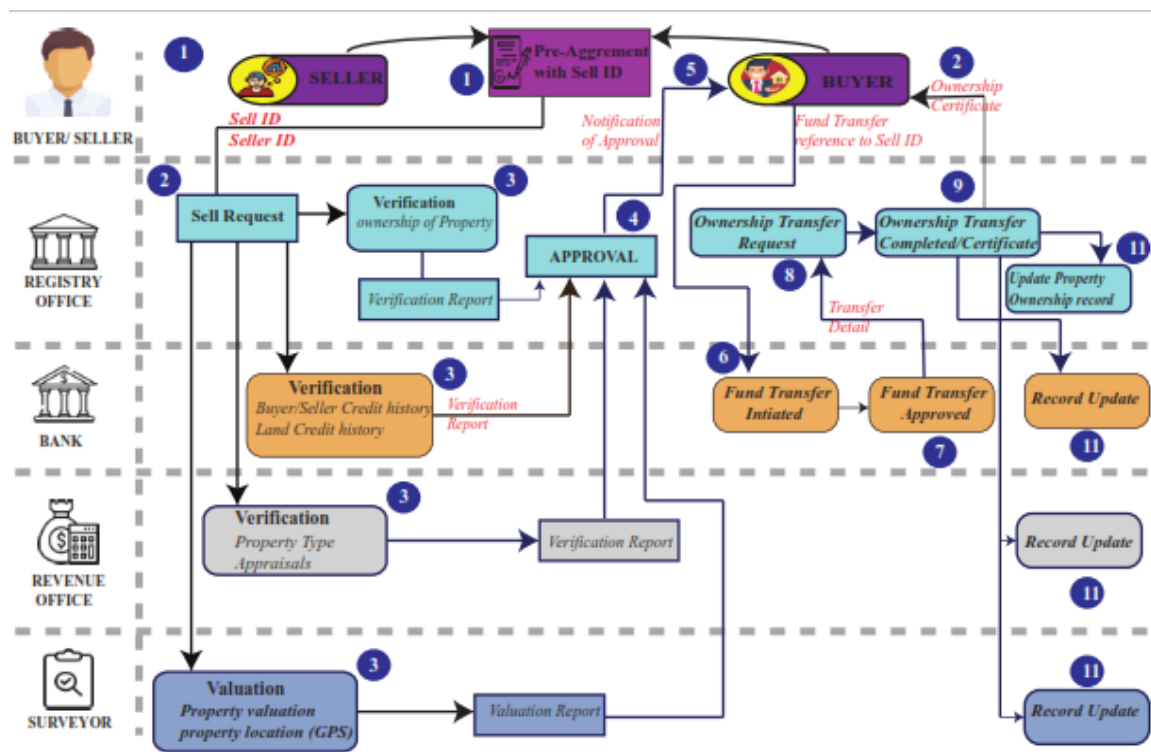 1
SELLER
1
Pre-Aggrement
with Sell ID
5
BUYER
2
Ownership
Certificate
BUYER/ SELLER
Sell ID
Seller ID
Notification
of Approval
Fund Transfer
reference to Sell ID
2
Sell Request
3
Verification
ownership of Property
Verification Report
4
APPROVAL
Ownership Transfer
Request
8
9
Ownership Transfer
Completed/Certificate
11
Update Property
Ownership record
REGISTRY
OFFICE
Transfer
Detail
3
Verification
Buyer/Seller Credit history
Land Credit history
Verification
Report
6
Fund Transfer
Intiated
Fund Transfer
Approved
7
Record Update
11
BANK
3
Verification
Property Type
Appraisals
Verification Report
Record Update
11
REVENUE
OFFICE
3
Valuation
Property valuation
property location (GPS)
Valuation Report
11
Record Update
SURVEYOR